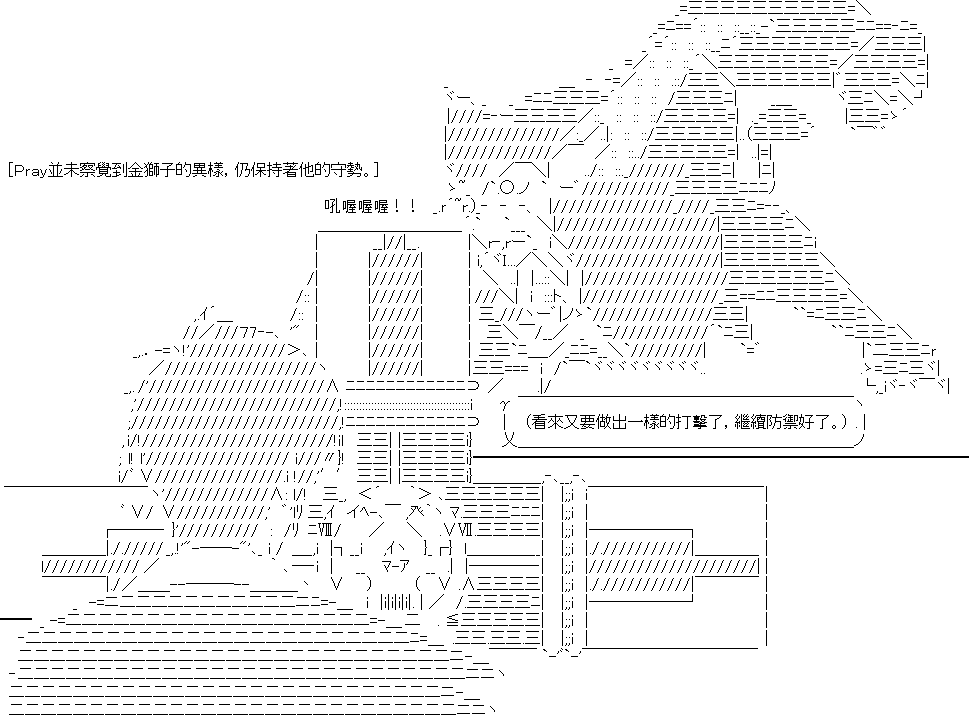 [Pray並未察覺到金獅子的異樣，仍保持著他的守勢。]
吼喔喔喔！！
（看來又要做出一樣的打擊了，繼續防禦好了。）